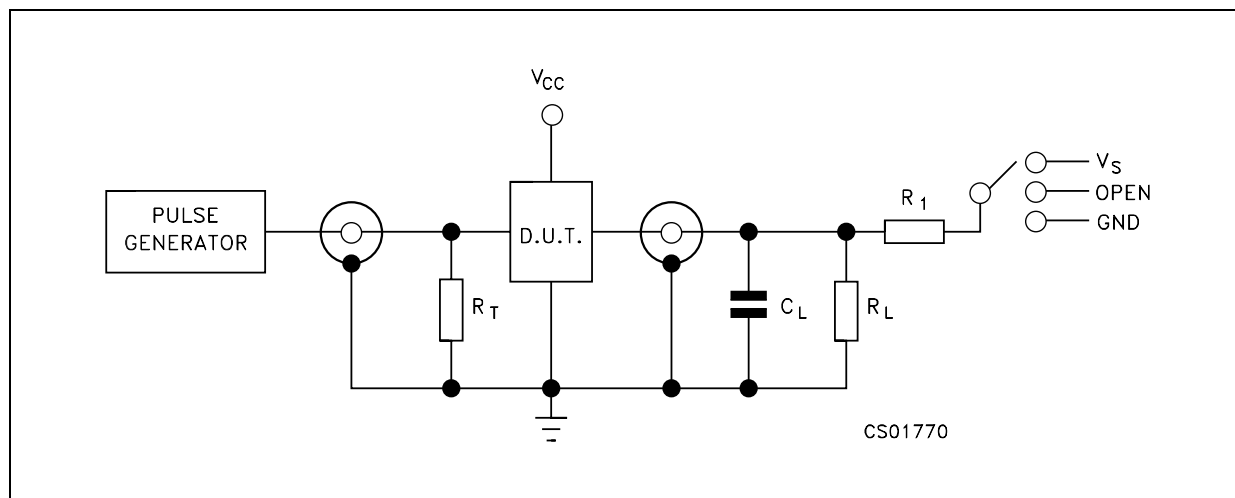 VCC
PULSE
GENERATOR
D.U.T.
RT
CL
RL
R1
VS
OPEN
GND
CS01770